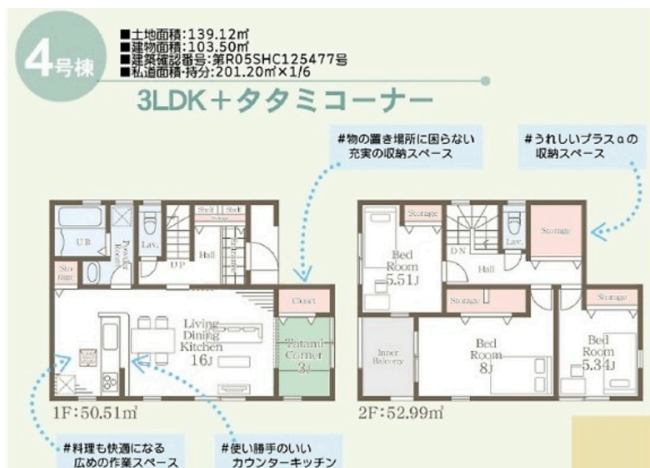 4号棟
■土地面積:139.12㎡
■建物面積:103.50㎡
■建築確認番号:第R05SHC125477号
■私道面積・持分:201.20㎡×1/6
3LDK+タタミコーナー
#物の置き場所に困らない
充実の収納スペース
#うれしいプラスαの
収納スペース
UB
Powder Room
Lav.
UP
Shelf
Shelf
Storage
Hall
Entrance
Sto
rage
Living
Dining
Kitchen
16J
Closet
Tatami
Corner
3J
1F:50.51㎡
Storage
Bed
Room
5.51J
DN
Lav.
Hall
Storage
Inner
Balcony
Storage
Bed
Room
8J
Storage
Bed
Room
5.34J
2F:52.99㎡
#料理も快適になる
広めの作業スペース
#使い勝手のいい
カウンターキッチン